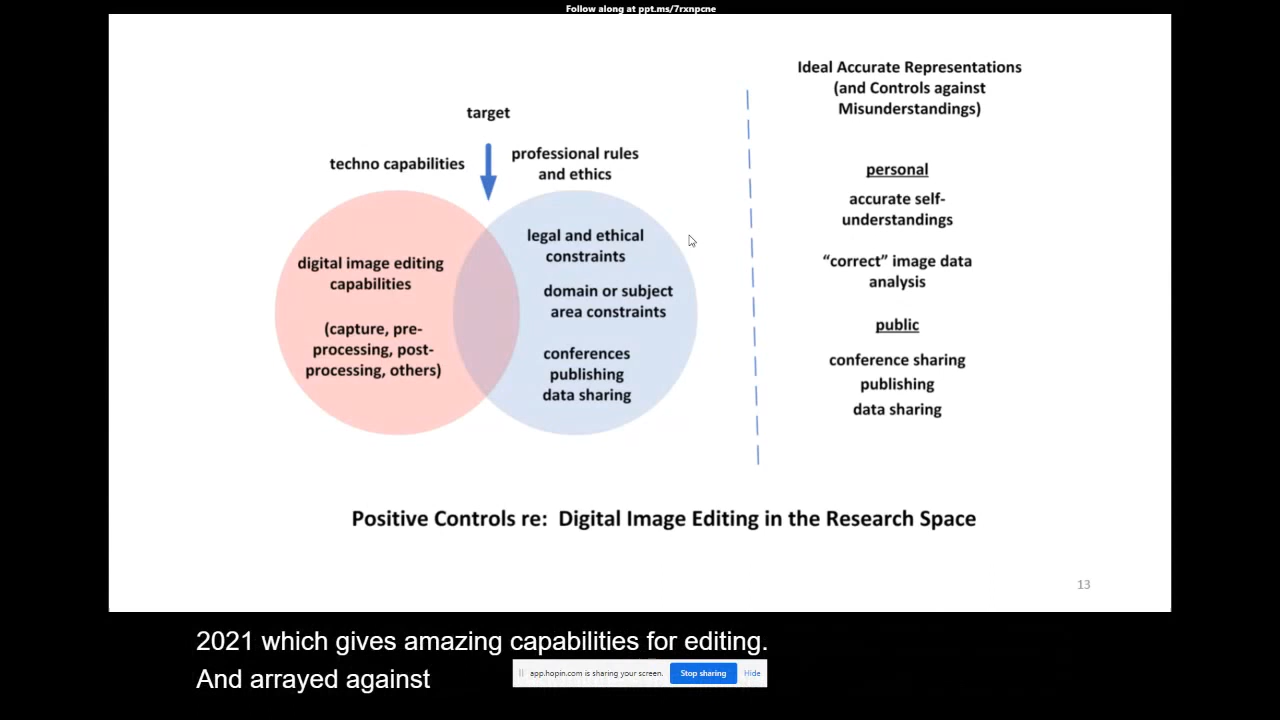 Follow along at ppt.ms/7rxnpcne
target
techno capabilities
professional rules
and ethics
digital image editing
capabilities
(capture, pre-
processing, post-
processing, others)
legal and ethical
constraints
domain or subject
area constraints
conferences
publishing
data sharing
Ideal Accurate Representations
(and Controls against
Misunderstandings)
personal
accurate self-
understandings
“correct” image data
analysis
public
conference sharing
publishing
data sharing
Positive Controls re:  Digital Image Editing in the Research Space
13
2021 which gives amazing capabilities for editing.
And arrayed against
app.hopin.com is sharing your screen. Stop sharing Hide